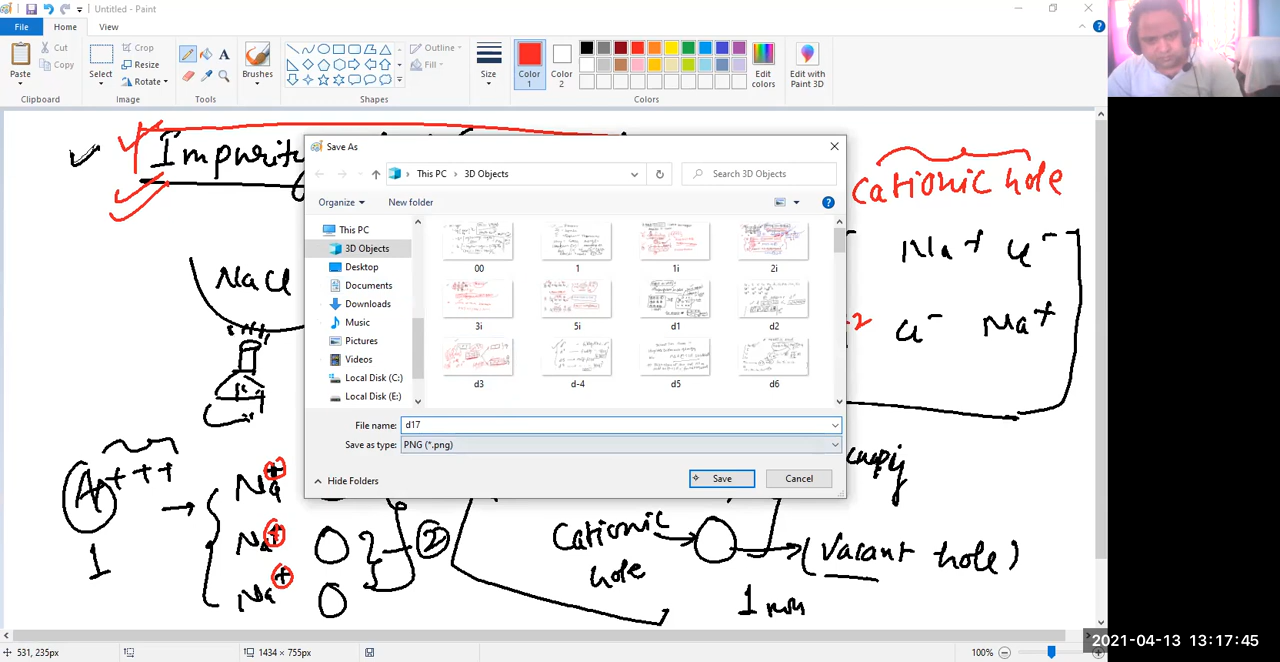 Untitled - Paint
File Home View
Paste Cut Copy Clipboard
Select Crop Resize Rotate Image
Tools
Brushes
Shapes Outline Fill
Size
Color 1 Color 2 Colors
Edit colors
Edit with Paint 3D
Impurity
Cationic hole
Save As
This PC 3D Objects
Search 3D Objects
Organize New folder
This PC
3D Objects
Desktop
Documents
Downloads
Music
Pictures
Videos
Local Disk (C:)
Local Disk (E:)
00 1 1i 2i
3i 5i d1 d2
d3 d-4 d5 d6
File name: d17
Save as type: PNG (*.png)
Hide Folders Save Cancel
NaCl
Na+ Cl-
Cl- Na+
A+++ → Na+
Na+
Na+
1
2
Cationic hole
(Vacant hole)
531, 235px 1434 × 755px 100%
2021-04-13 13:17:45